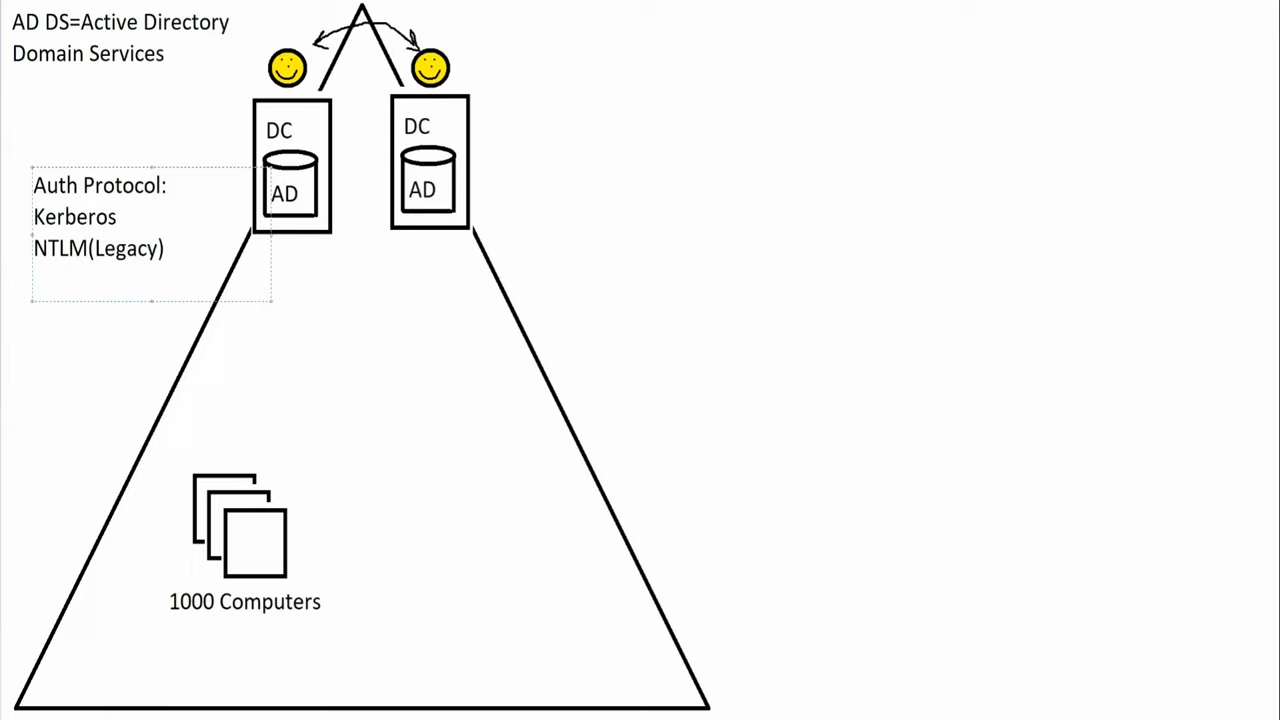 AD DS=Active Directory
Domain Services
DC
DC
AD
AD
Auth Protocol:
Kerberos
NTLM(Legacy)
1000 Computers